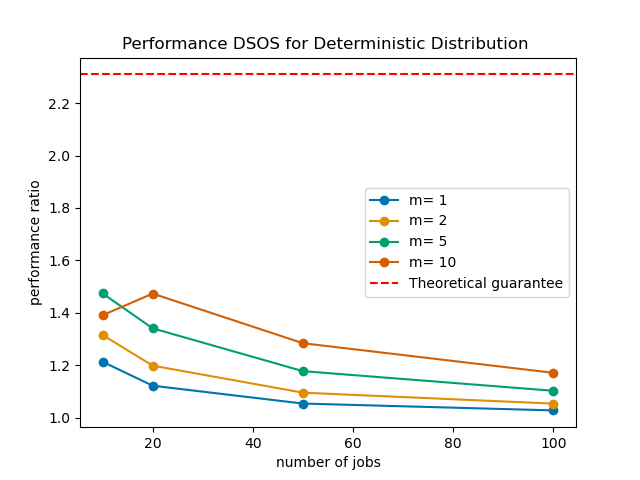 Performance DSOS for Deterministic Distribution
performance ratio
2.2
2.0
1.8
1.6
1.4
1.2
1.0
m= 1
m= 2
m= 5
m= 10
Theoretical guarantee
20
40
60
80
100
number of jobs